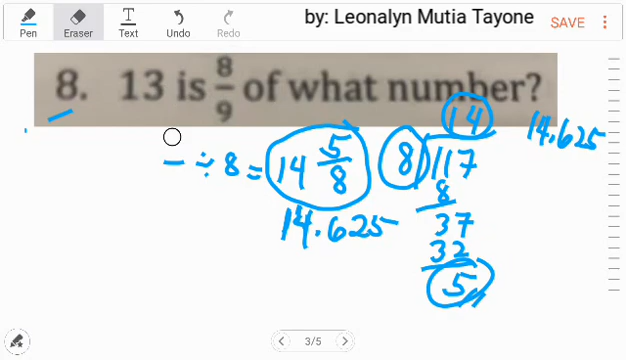 by: Leonalyn Mutia Tayone
Pen
Eraser
Text
Undo
Redo
SAVE
8. 13 is 8/9 of what number?
14
14.625
- ÷ 8 = 14 5/8
8 117
8
14.625
37
32
5
3/5